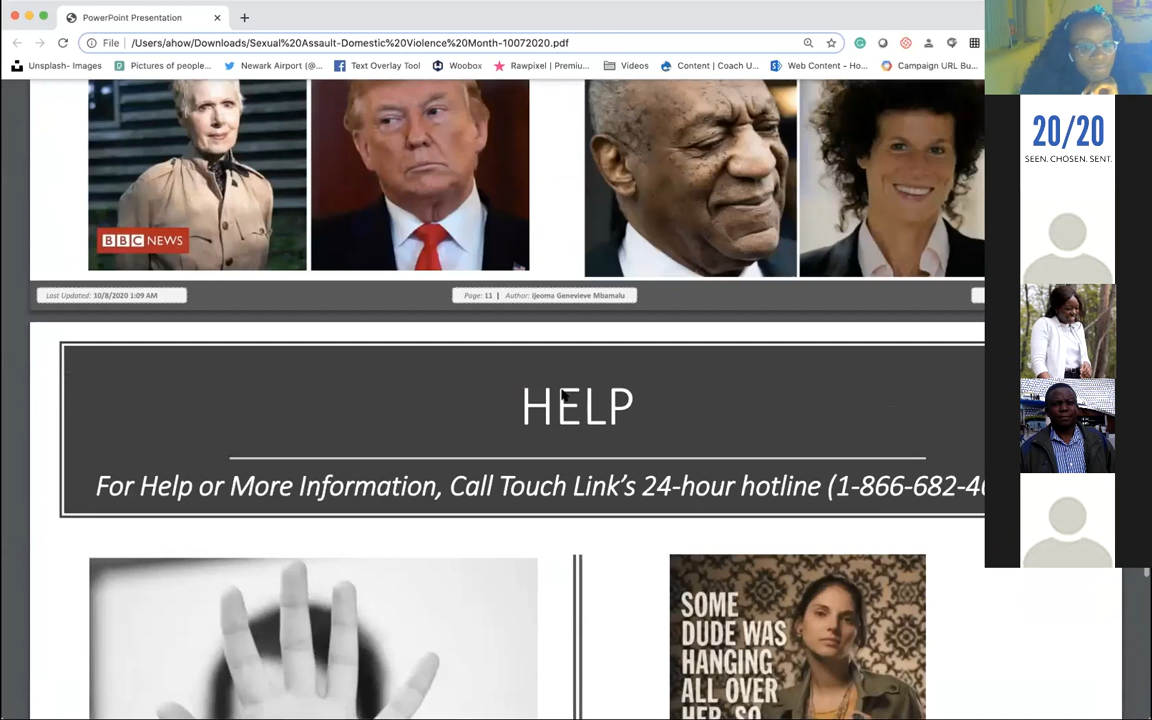 PowerPoint Presentation
File
/Users/ahow/Downloads/Sexual%20Assault-Domestic%20Violence%20Month-10072020.pdf
Unsplash- Images
Pictures of people...
Newark Airport (@...
Text Overlay Tool
Woobox
Rawpixel | Premiu...
Videos
Content | Coach U...
Web Content - Ho...
Campaign URL Bu...
20/20
SEEN. CHOSEN. SENT.
BBC NEWS
Last Updated: 10/8/2020 1:09 AM
Page: 11 | Author: Ijeoma Genevieve Mbamalu
HELP
For Help or More Information, Call Touch Link's 24-hour hotline (1-866-682-4
SOME
DUDE WAS
HANGING
ALL OVER
HER, SO